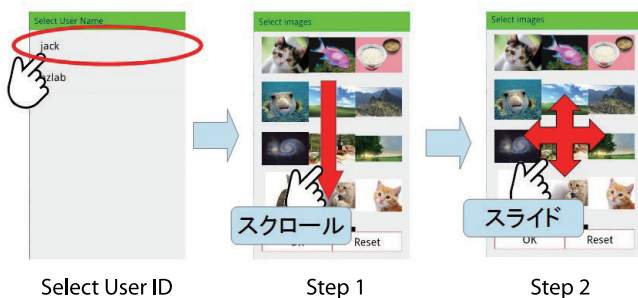 Select User Name
jack
Select User ID
Select images
スクロール
Reset
Step 1
Select images
スライド
OK
Reset
Step 2